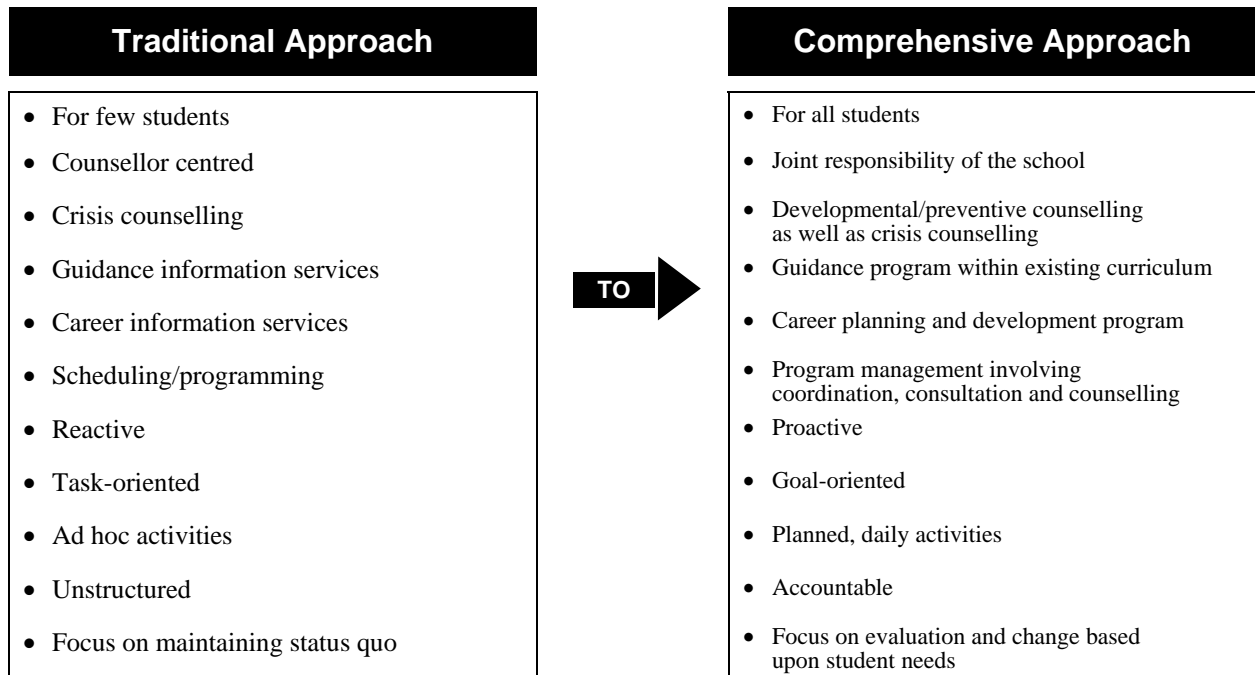 Traditional Approach
• For few students
• Counsellor centred
• Crisis counselling
• Guidance information services
• Career information services
• Scheduling/programming
• Reactive
• Task-oriented
• Ad hoc activities
• Unstructured
• Focus on maintaining status quo
TO
Comprehensive Approach
• For all students
• Joint responsibility of the school
• Developmental/preventive counselling
as well as crisis counselling
• Guidance program within existing curriculum
• Career planning and development program
• Program management involving
coordination, consultation and counselling
• Proactive
• Goal-oriented
• Planned, daily activities
• Accountable
• Focus on evaluation and change based
upon student needs